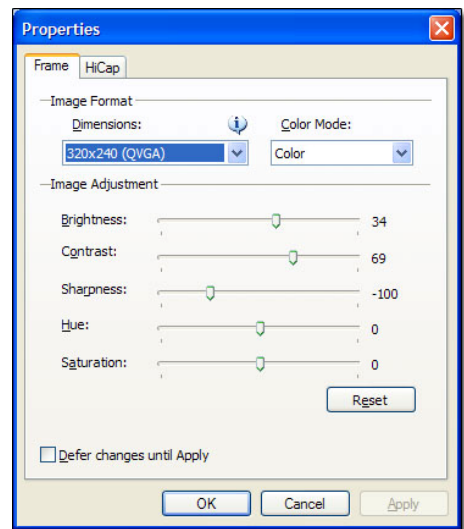 Properties
Frame HiCap
Image Format
Dimensions: Color Mode:
320x240 (QVGA) Color
Image Adjustment
Brightness: 34
Contrast: 69
Sharpness: -100
Hue: 0
Saturation: 0
Reset
Defer changes until Apply
OK Cancel Apply